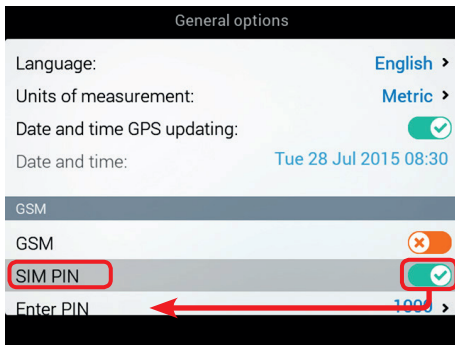 General options
Language: English >
Units of measurement: Metric >
Date and time GPS updating:
Date and time: Tue 28 Jul 2015 08:30
GSM
GSM
SIM PIN
Enter PIN 1000 >